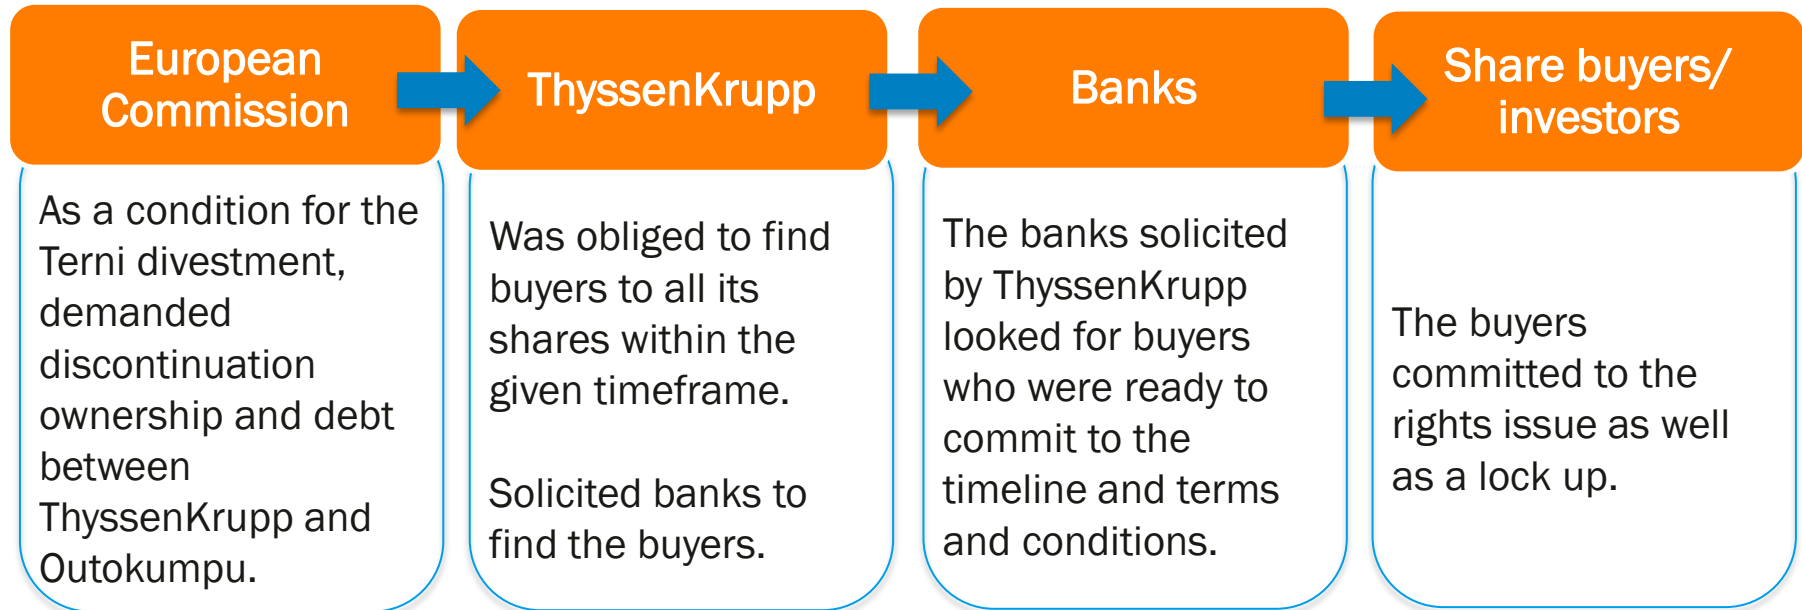 European
Commission
As a condition for the
Terni divestment,
demanded
discontinuation
ownership and debt
between
ThyssenKrupp and
Outokumpu.
ThyssenKrupp
Was obliged to find
buyers to all its
shares within the
given timeframe.
Solicited banks to
find the buyers.
Banks
The banks solicited
by ThyssenKrupp
looked for buyers
who were ready to
commit to the
timeline and terms
and conditions.
Share buyers/
investors
The buyers
committed to the
rights issue as well
as a lock up.